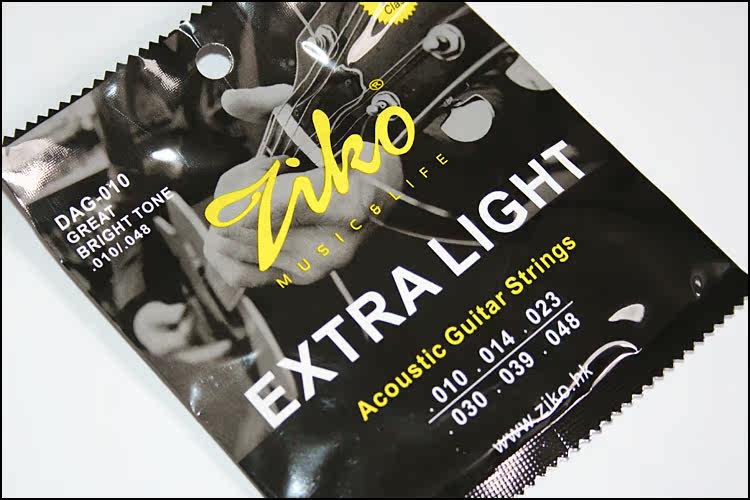 Ziko®
MUSIC & LIFE
DAG-010
GREAT
BRIGHT TONE
.010/.048
EXTRA LIGHT
Acoustic Guitar Strings
.010 .014 .023
.030 .039 .048
www.ziko.hk